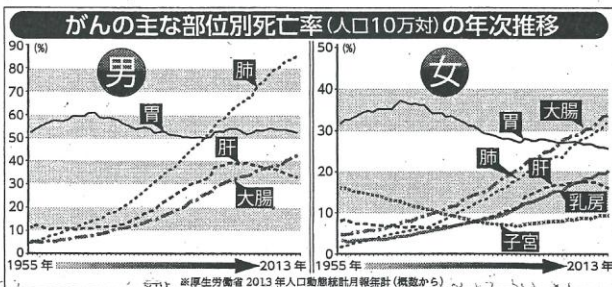 がんの主な部位別死亡率(人口10万対)の年次推移
90 (%)
80
70
60
50
40
30
20
10
0
男
肺
胃
肝
大腸
1955年
2013年
50 (%)
40
30
20
10
0
女
大腸
胃
肺
肝
乳房
子宮
1955年
2013年
※厚生労働省2013年人口動態統計月報年計(概数から)